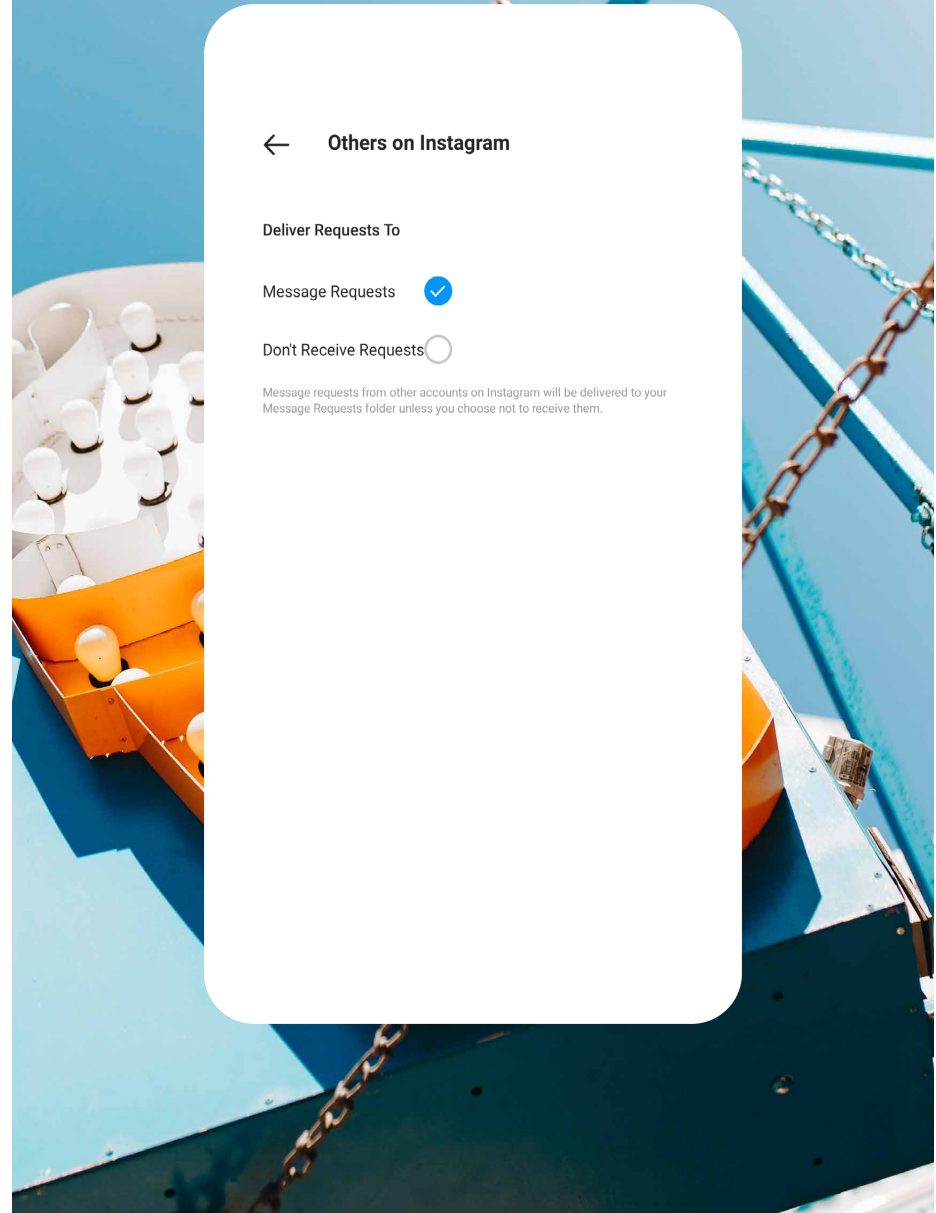 Others on Instagram
Deliver Requests To
Message Requests
Don't Receive Requests
Message requests from other accounts on Instagram will be delivered to your
Message Requests folder unless you choose not to receive them.